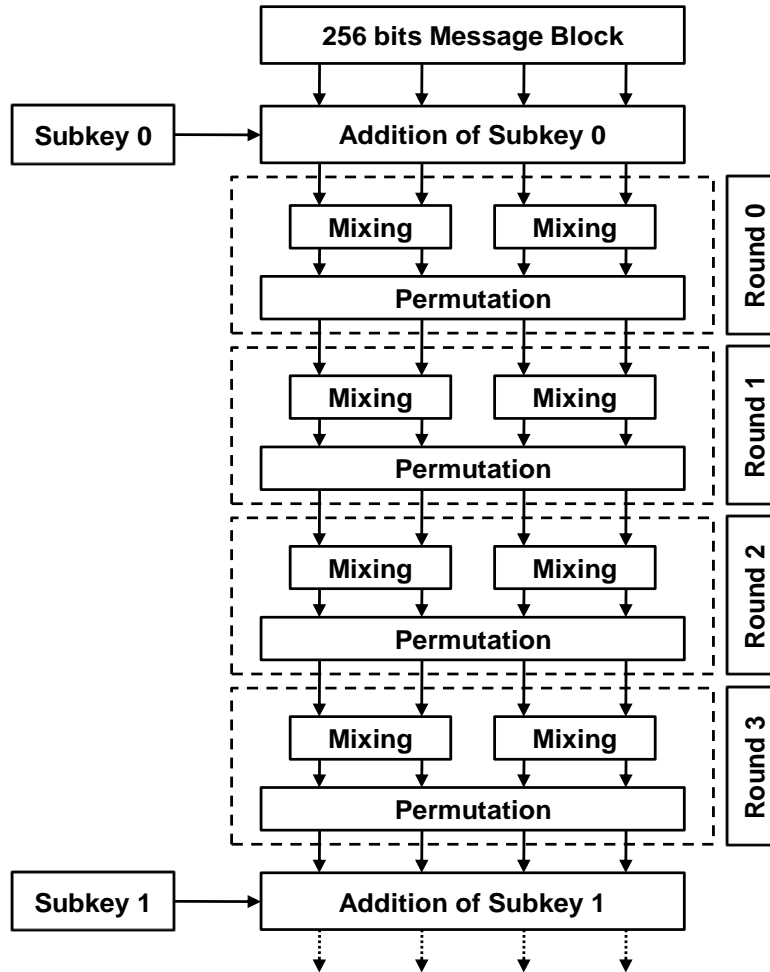 256 bits Message Block
Subkey 0
Addition of Subkey 0
Mixing
Mixing
Permutation
Round 0
Mixing
Mixing
Permutation
Round 1
Mixing
Mixing
Permutation
Round 2
Mixing
Mixing
Permutation
Round 3
Subkey 1
Addition of Subkey 1